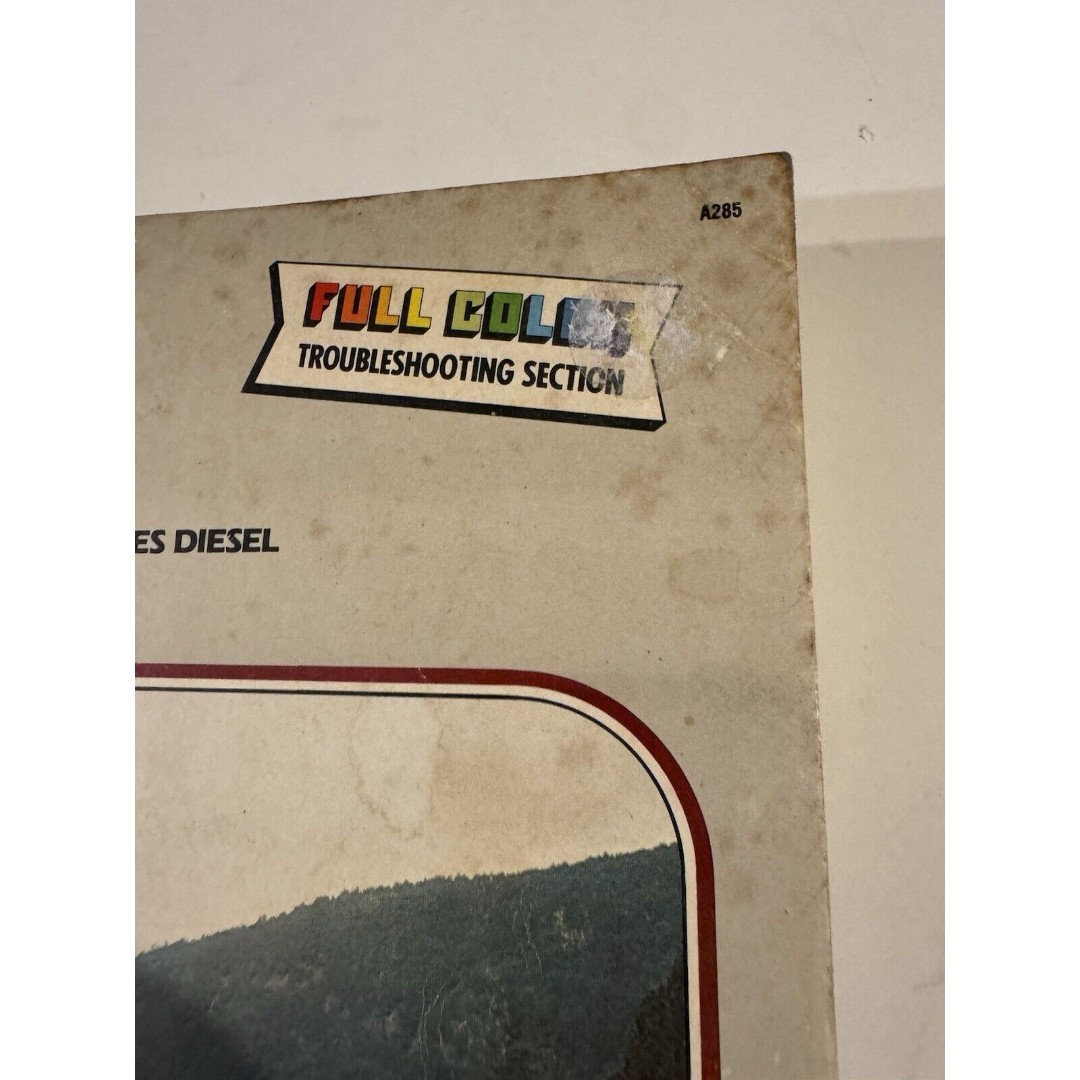 A285
FULL COLOR
TROUBLESHOOTING SECTION
ES DIESEL